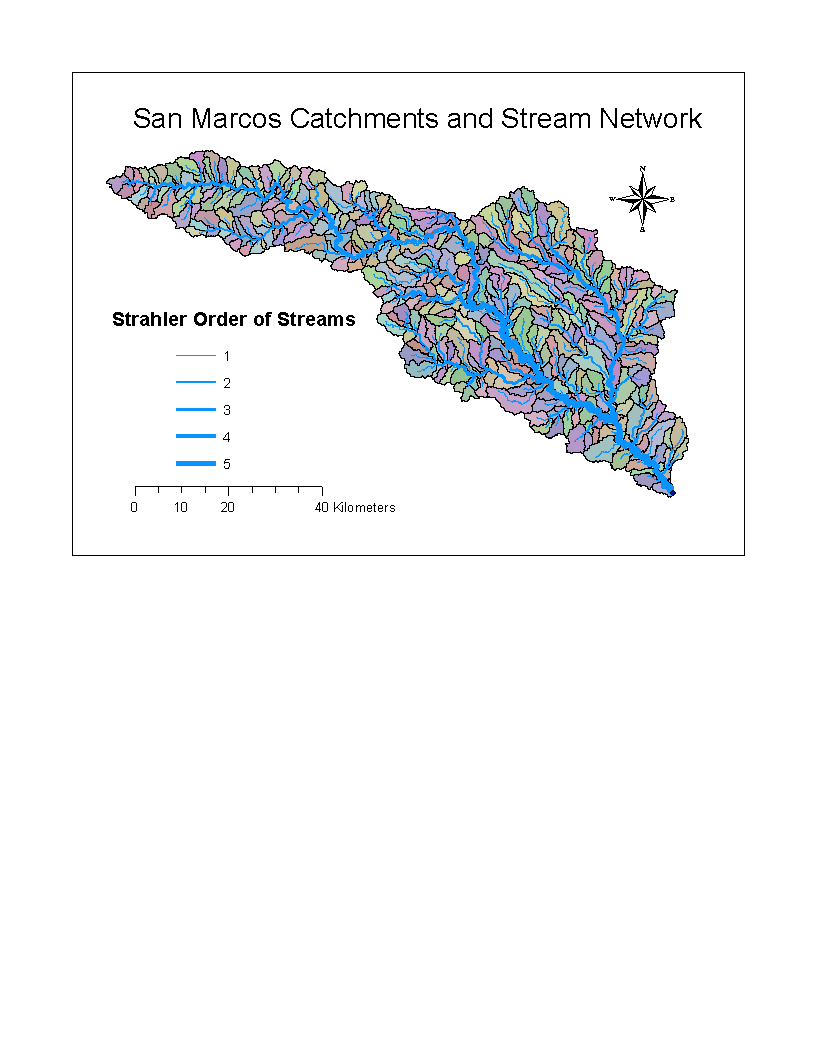 San Marcos Catchments and Stream Network
N
W E
S
Strahler Order of Streams
1
2
3
4
5
0 10 20 40 Kilometers